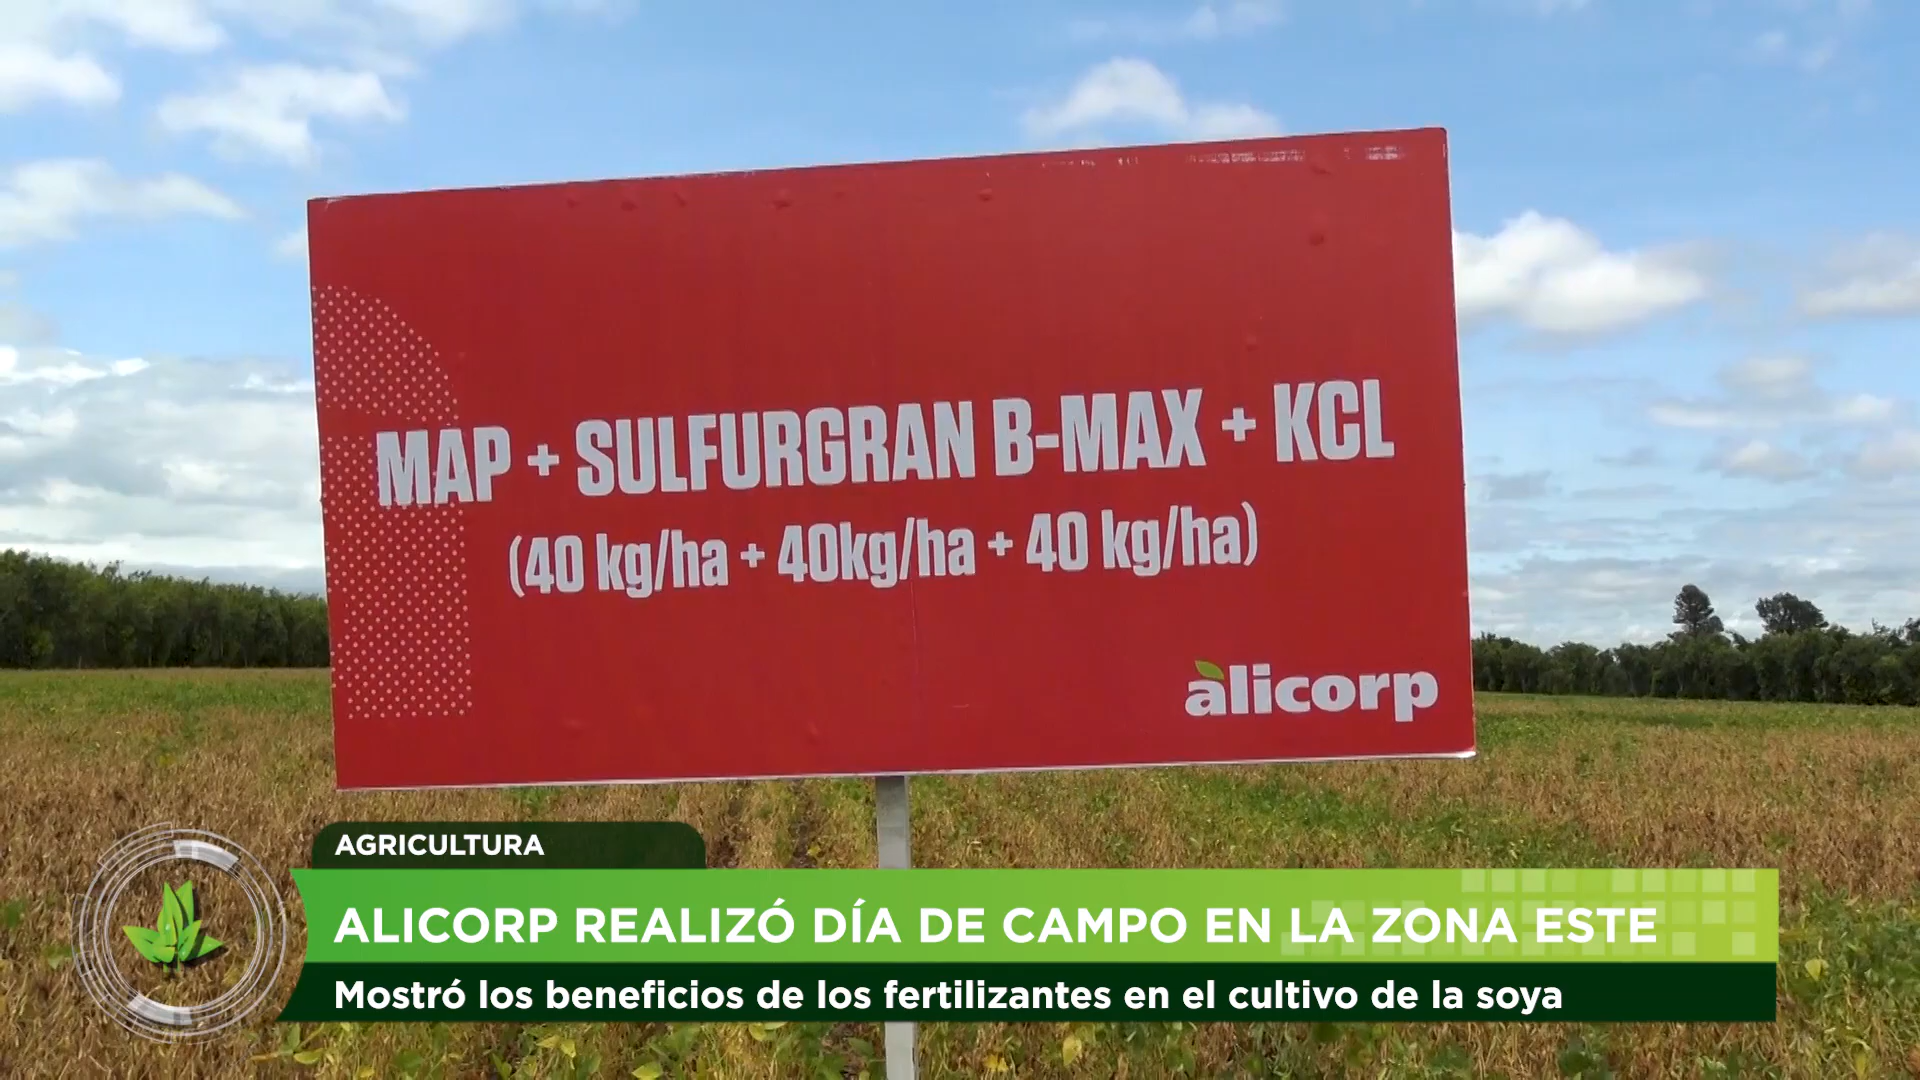 MAP + SULFURGRAN B-MAX + KCL
(40 kg/ha + 40kg/ha + 40 kg/ha)
alicorp
AGRICULTURA
ALICORP REALIZÓ DÍA DE CAMPO EN LA ZONA ESTE
Mostró los beneficios de los fertilizantes en el cultivo de la soya